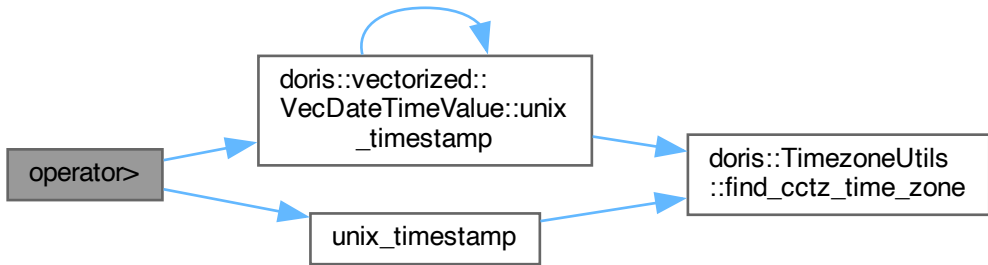 operator>
doris::vectorized::
VecDateTimeValue::unix
_timestamp
unix_timestamp
doris::TimezoneUtils
::find_cctz_time_zone